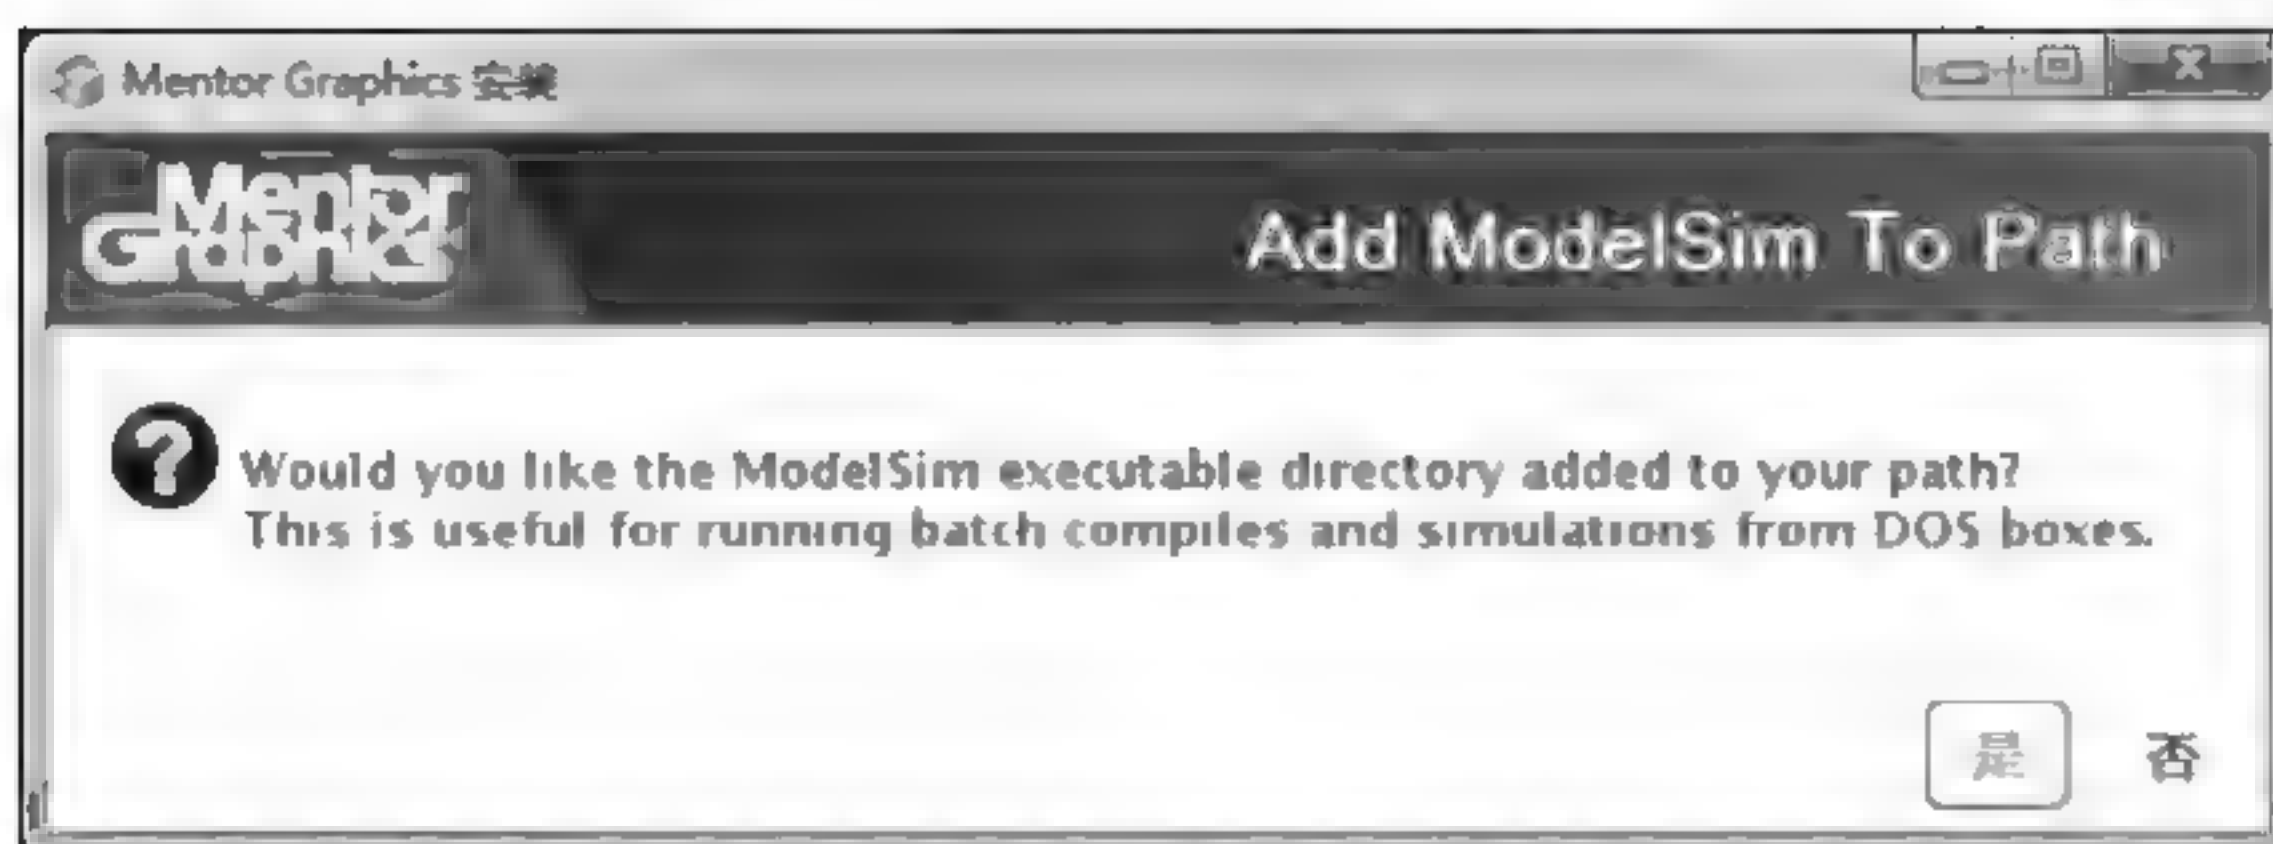 Mentor Graphics 安装
Mentor
Graphics
Add ModelSim To Path
Would you like the ModelSim executable directory added to your path?
This is useful for running batch compiles and simulations from DOS boxes.
是 否